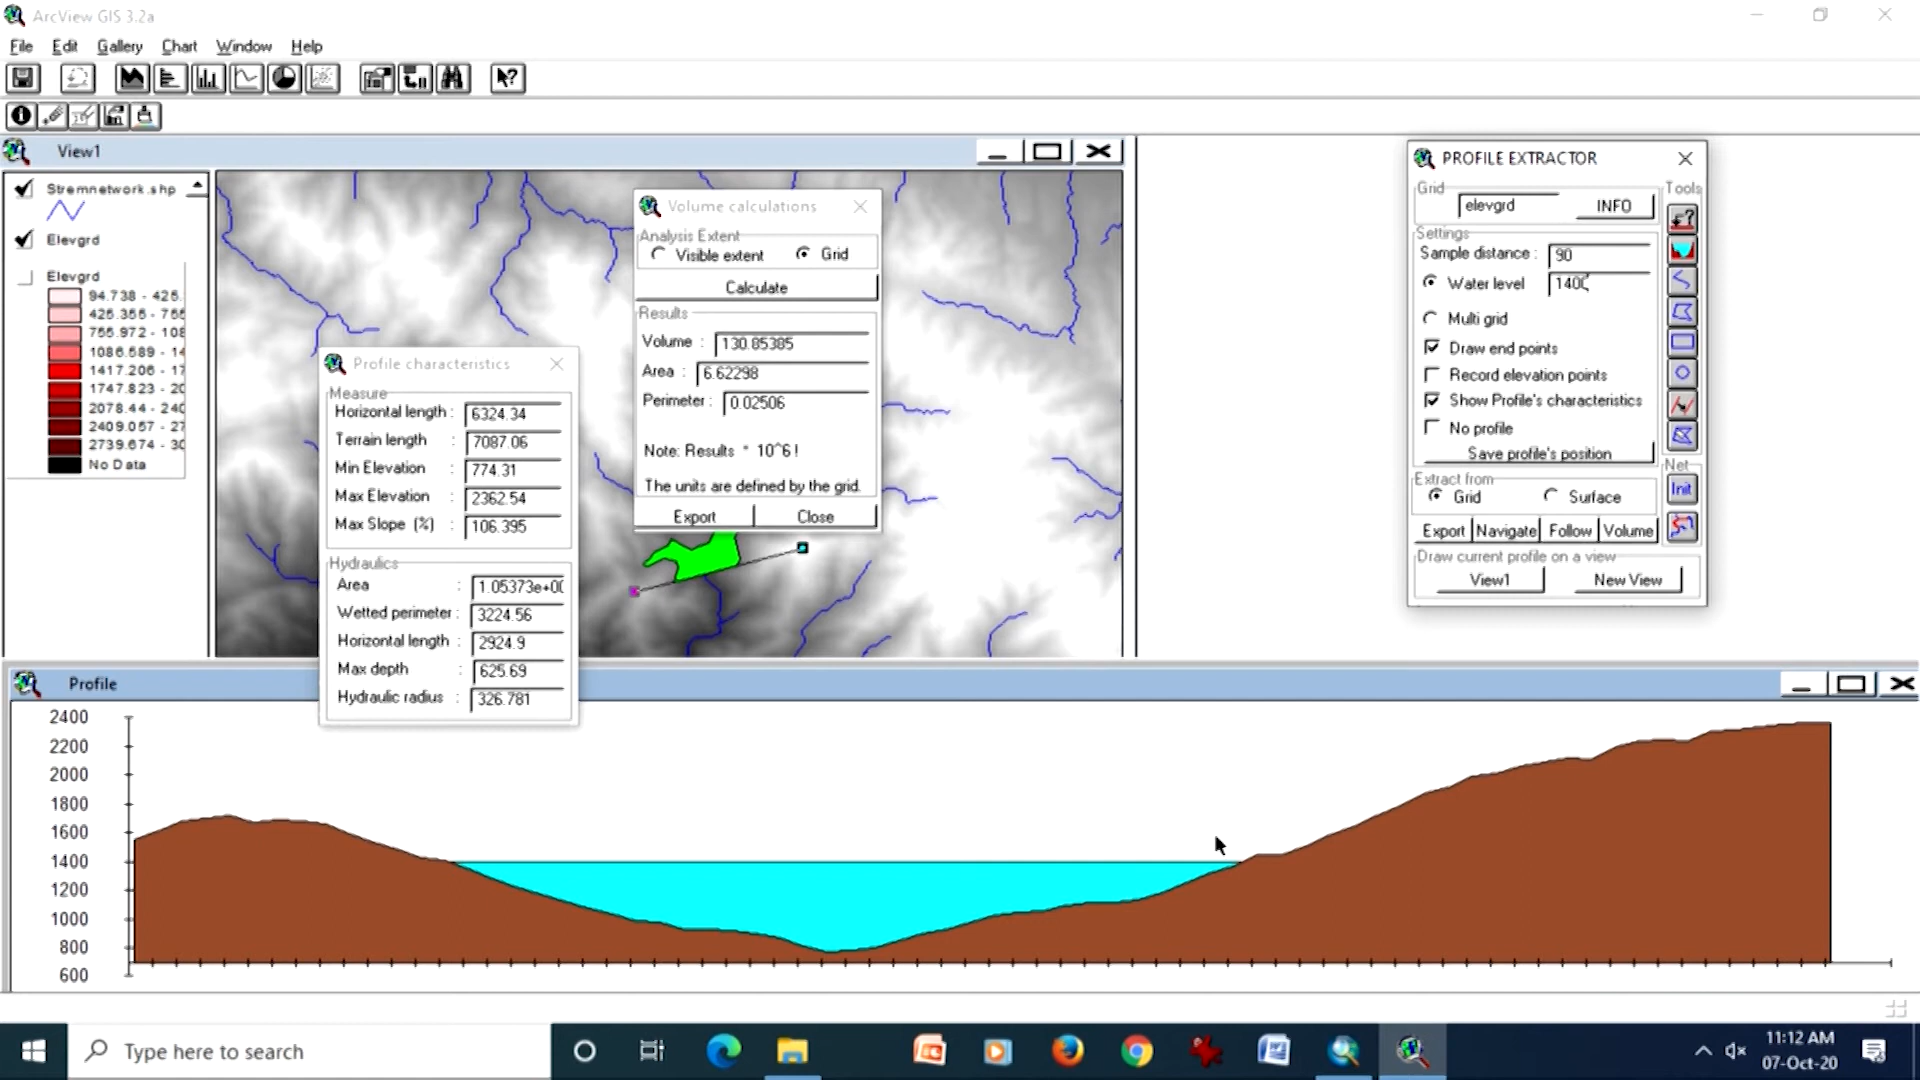 ArcView GIS 3.2a
File Edit Gallery Chart Window Help
View1
Stremnetwork.shp
Elevgrd
Elevgrd
94.738 - 425.
425.355 - 755
755.972 - 108
1086.589 - 14
1417.206 - 17
1747.823 - 20
2078.44 - 240
2409.057 - 27
2739.674 - 30
No Data
Profile characteristics
Measure
Horizontal length : 6324.34
Terrain length : 7087.06
Min Elevation : 774.31
Max Elevation : 2362.54
Max Slope (%) : 106.395
Hydraulics
Area : 1.05373e+00
Wetted perimeter : 3224.56
Horizontal length : 2924.9
Max depth : 625.69
Hydraulic radius : 326.781
Volume calculations
Analysis Extent
Visible extent Grid
Calculate
Results
Volume : 130.85385
Area : 6.62298
Perimeter : 0.02506
Note: Results * 10^6 !
The units are defined by the grid.
Export Close
PROFILE EXTRACTOR
Grid
elevgrd INFO
Tools
Settings
Sample distance : 90
Water level 1400
Multi grid
Draw end points
Record elevation points
Show Profile's characteristics
No profile
Save profile's position
Net
Init
Extract from
Grid Surface
Export Navigate Follow Volume
Draw current profile on a view
View1 New View
Profile
2400
2200
2000
1800
1600
1400
1200
1000
800
600
Type here to search
11:12 AM
07-Oct-20